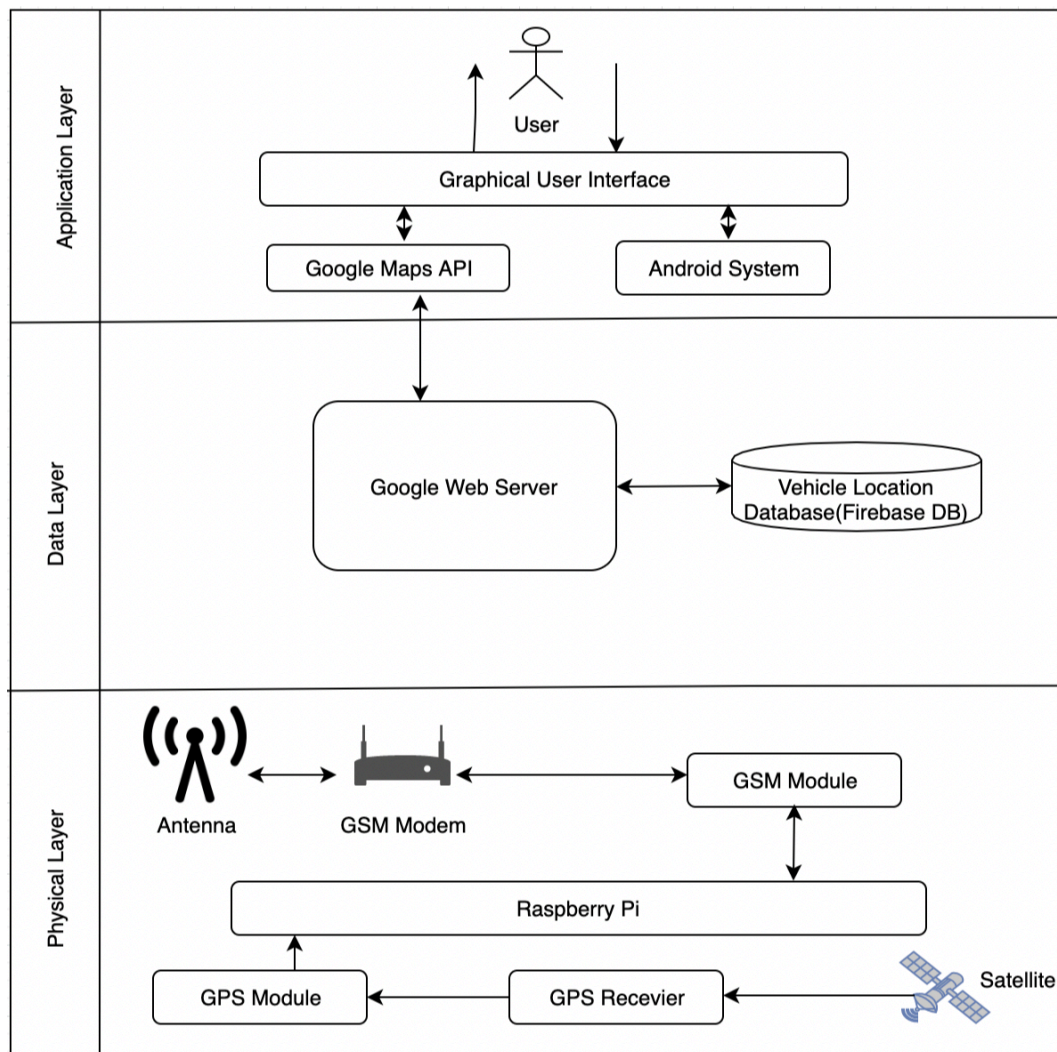 Application Layer
User
Graphical User Interface
Google Maps API
Android System
Data Layer
Google Web Server
Vehicle Location
Database(Firebase DB)
Physical Layer
Antenna
GSM Modem
GSM Module
Raspberry Pi
GPS Module
GPS Recevier
Satellite